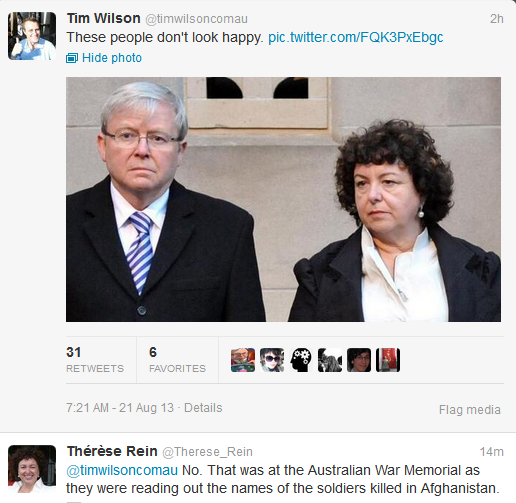 Tim Wilson @timwilsoncomau 2h
These people don't look happy. pic.twitter.com/FQK3PxEbgc
Hide photo
31 6
RETWEETS FAVORITES
7:21 AM - 21 Aug 13 · Details Flag media
Thérèse Rein @Therese_Rein 14m
@timwilsoncomau No. That was at the Australian War Memorial as
they were reading out the names of the soldiers killed in Afghanistan.